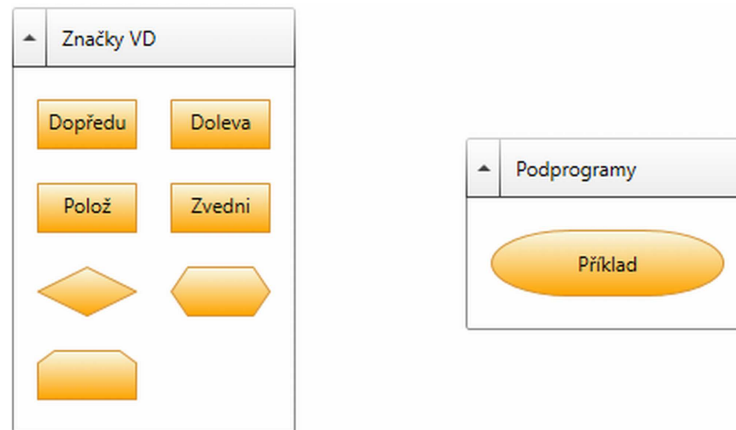 Značky VD
Dopředu
Doleva
Polož
Zvedni
Podprogramy
Příklad